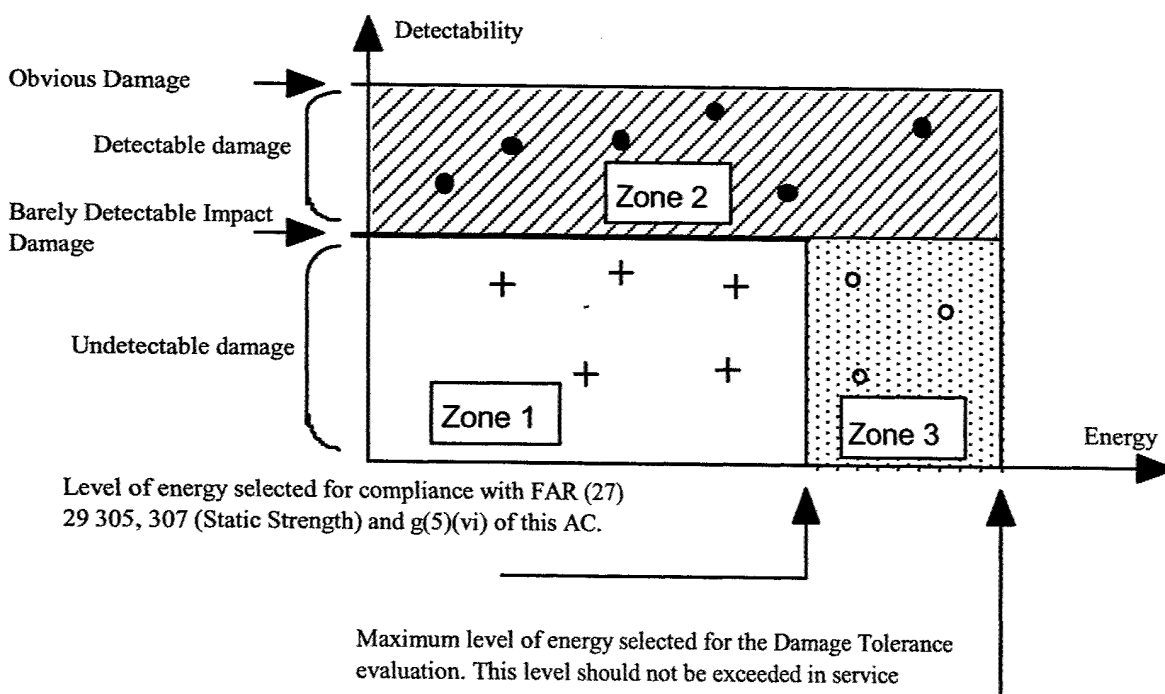 Detectability
Obvious Damage
Detectable damage
Zone 2
Barely Detectable Impact
Damage
Undetectable damage
Zone 1
Zone 3
Energy
Level of energy selected for compliance with FAR (27)
29 305, 307 (Static Strength) and g(5)(vi) of this AC.
Maximum level of energy selected for the Damage Tolerance
evaluation. This level should not be exceeded in service